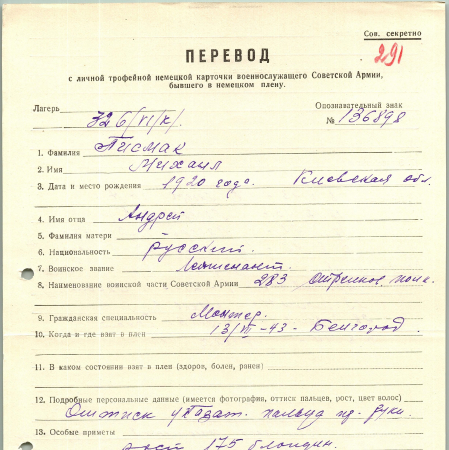 Сов. секретно
291
ПЕРЕВОД
с личной трофейной немецкой карточки военнослужащего Советской Армии,
бывшего в немецком плену.
Лагерь 326/VI/K/. Опознавательный знак
№ 136898
1. Фамилия Письмак
2. Имя Михаил
3. Дата и место рождения 1920 года. Киевская обл.
4. Имя отца Андрей
5. Фамилия матери
6. Национальность русский.
7. Воинское звание Лейтенант.
8. Наименование воинской части Советской Армии 283 Стрелков. полк.
9. Гражданская специальность Монтер.
10. Когда и где взят в плен 13/III-43 - Белгород.
11. В каком состоянии взят в плен (здоров, болен, ранен)
12. Подробные персональные данные (имеется фотография, оттиск пальцев, рост, цвет волос)
Оттиск указат. пальца пр. руки.
13. Особые приметы
рост 175 блондин.